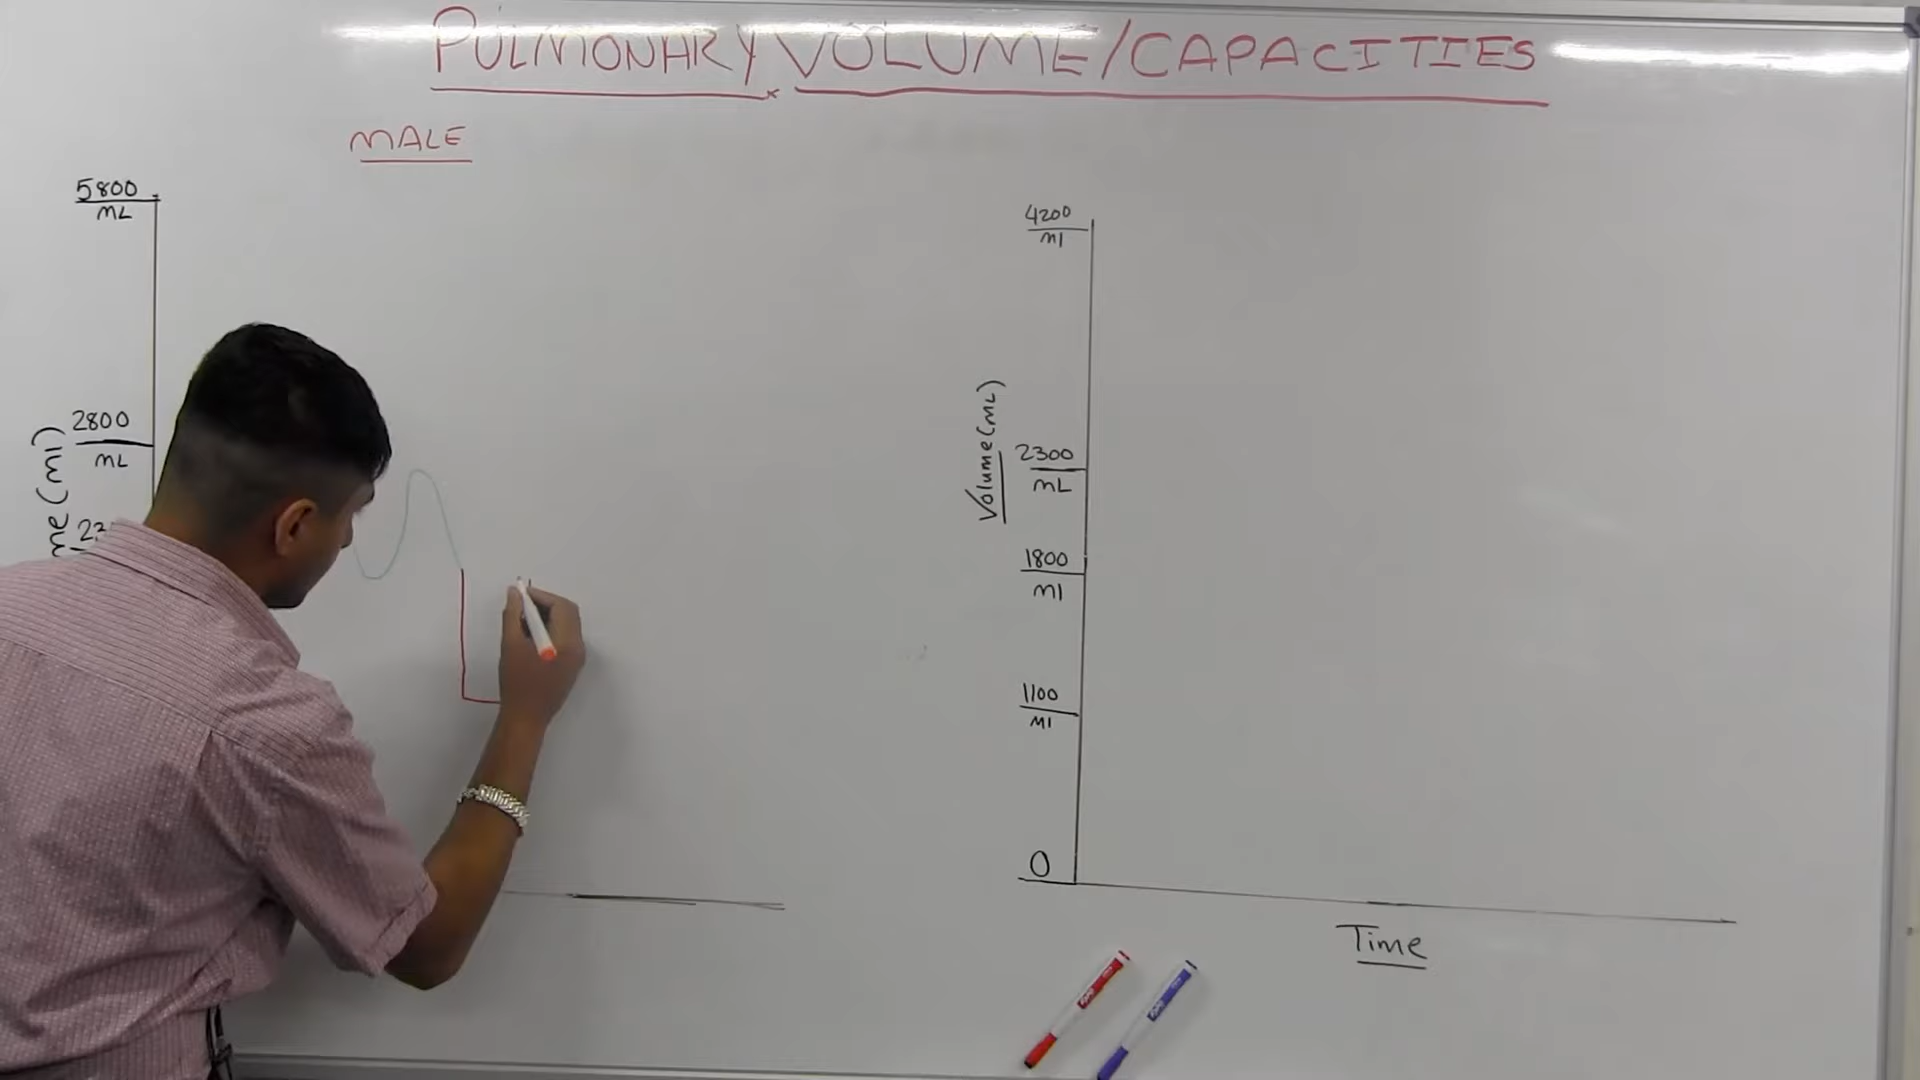 PULMONARY VOLUME/CAPACITIES
MALE
5800
ML
2800
ML
me (ml)
23
4200
ml
Volume (mL)
2300
mL
1800
ml
1100
ml
0
Time